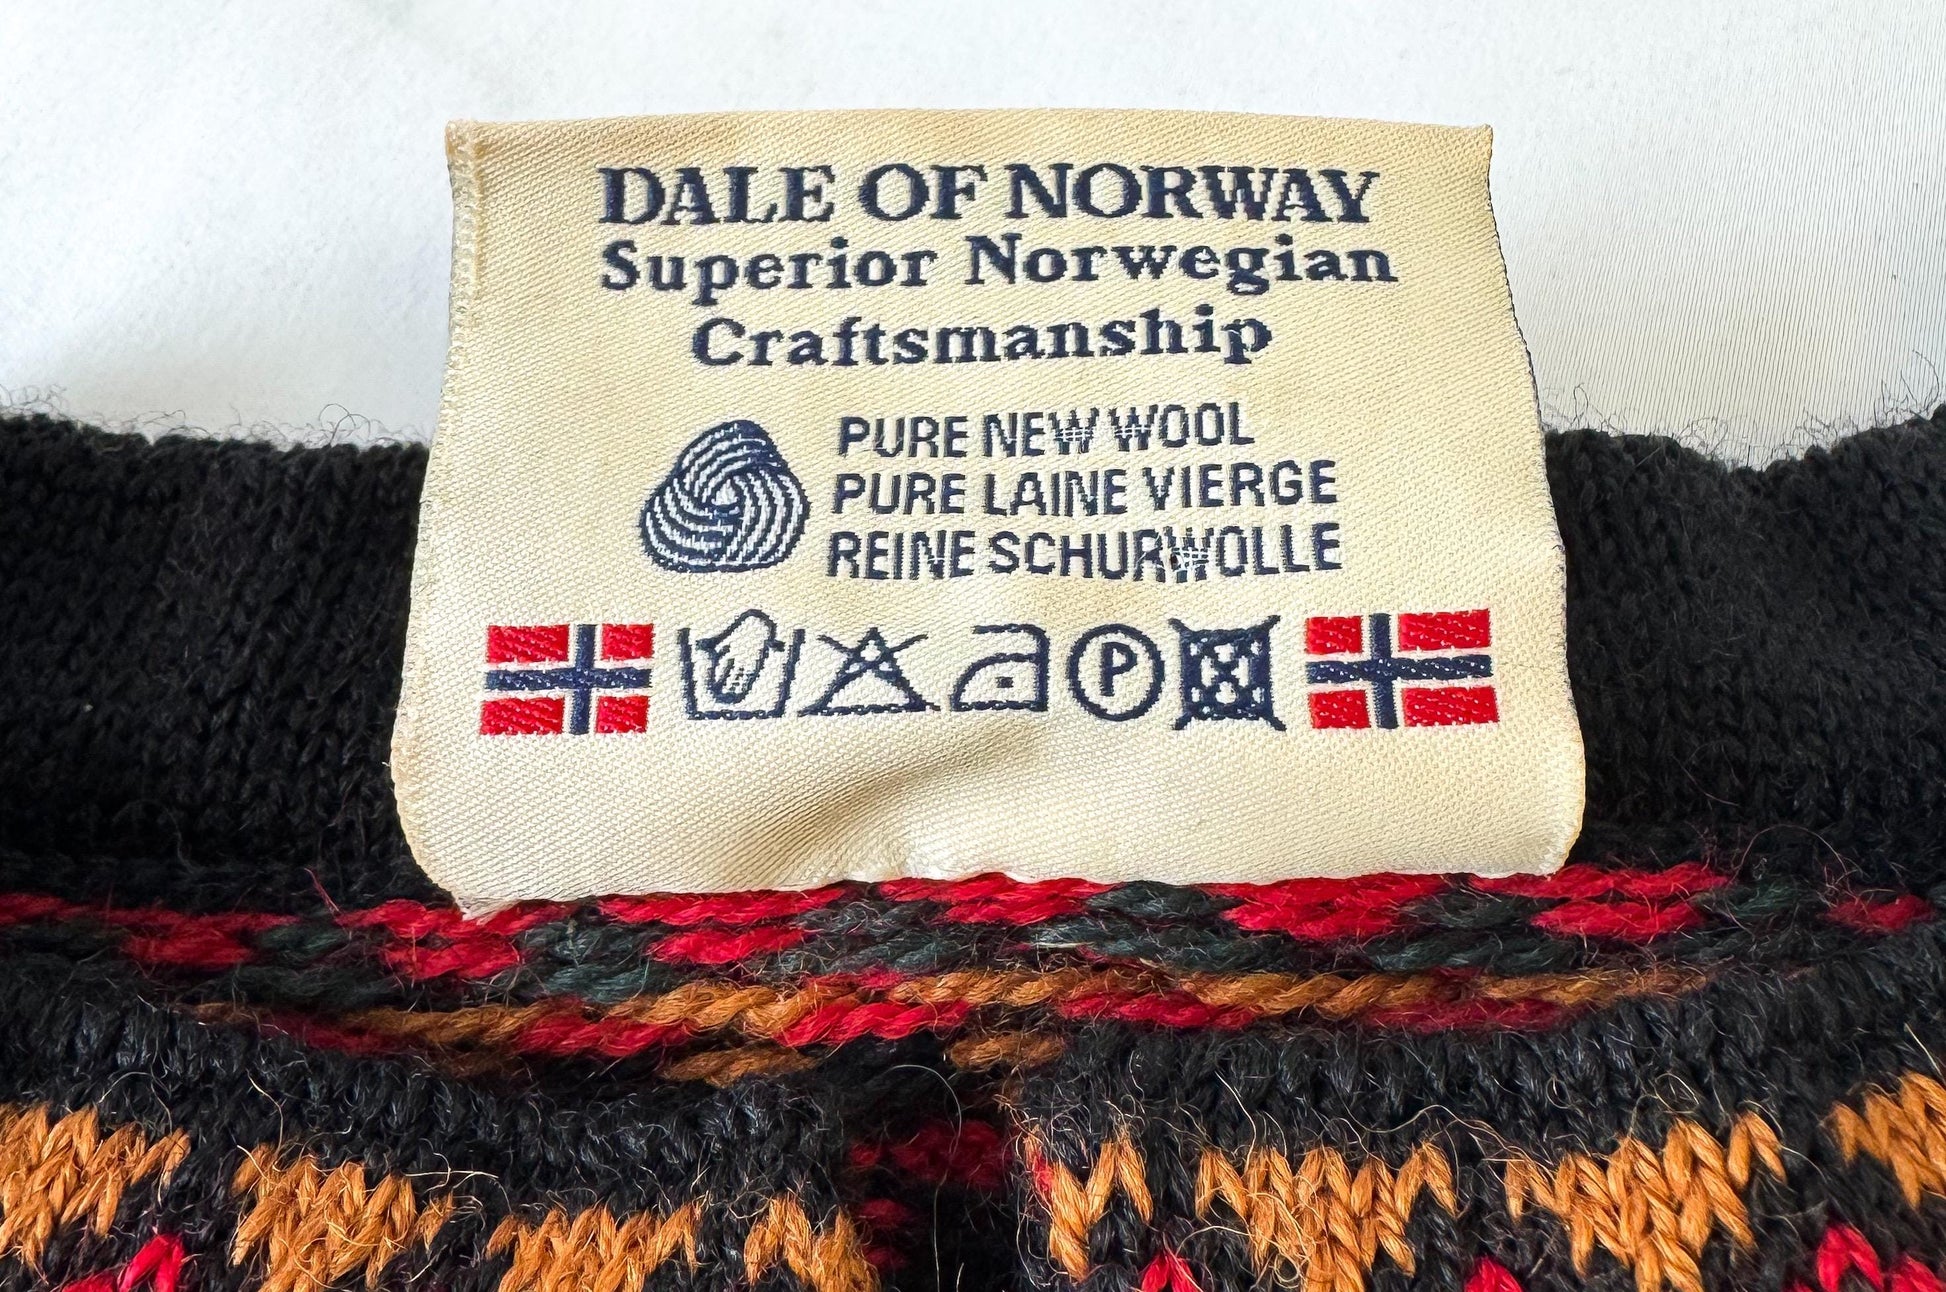 DALE OF NORWAY
Superior Norwegian
Craftsmanship
PURE NEW WOOL
PURE LAINE VIERGE
REINE SCHURWOLLE
P